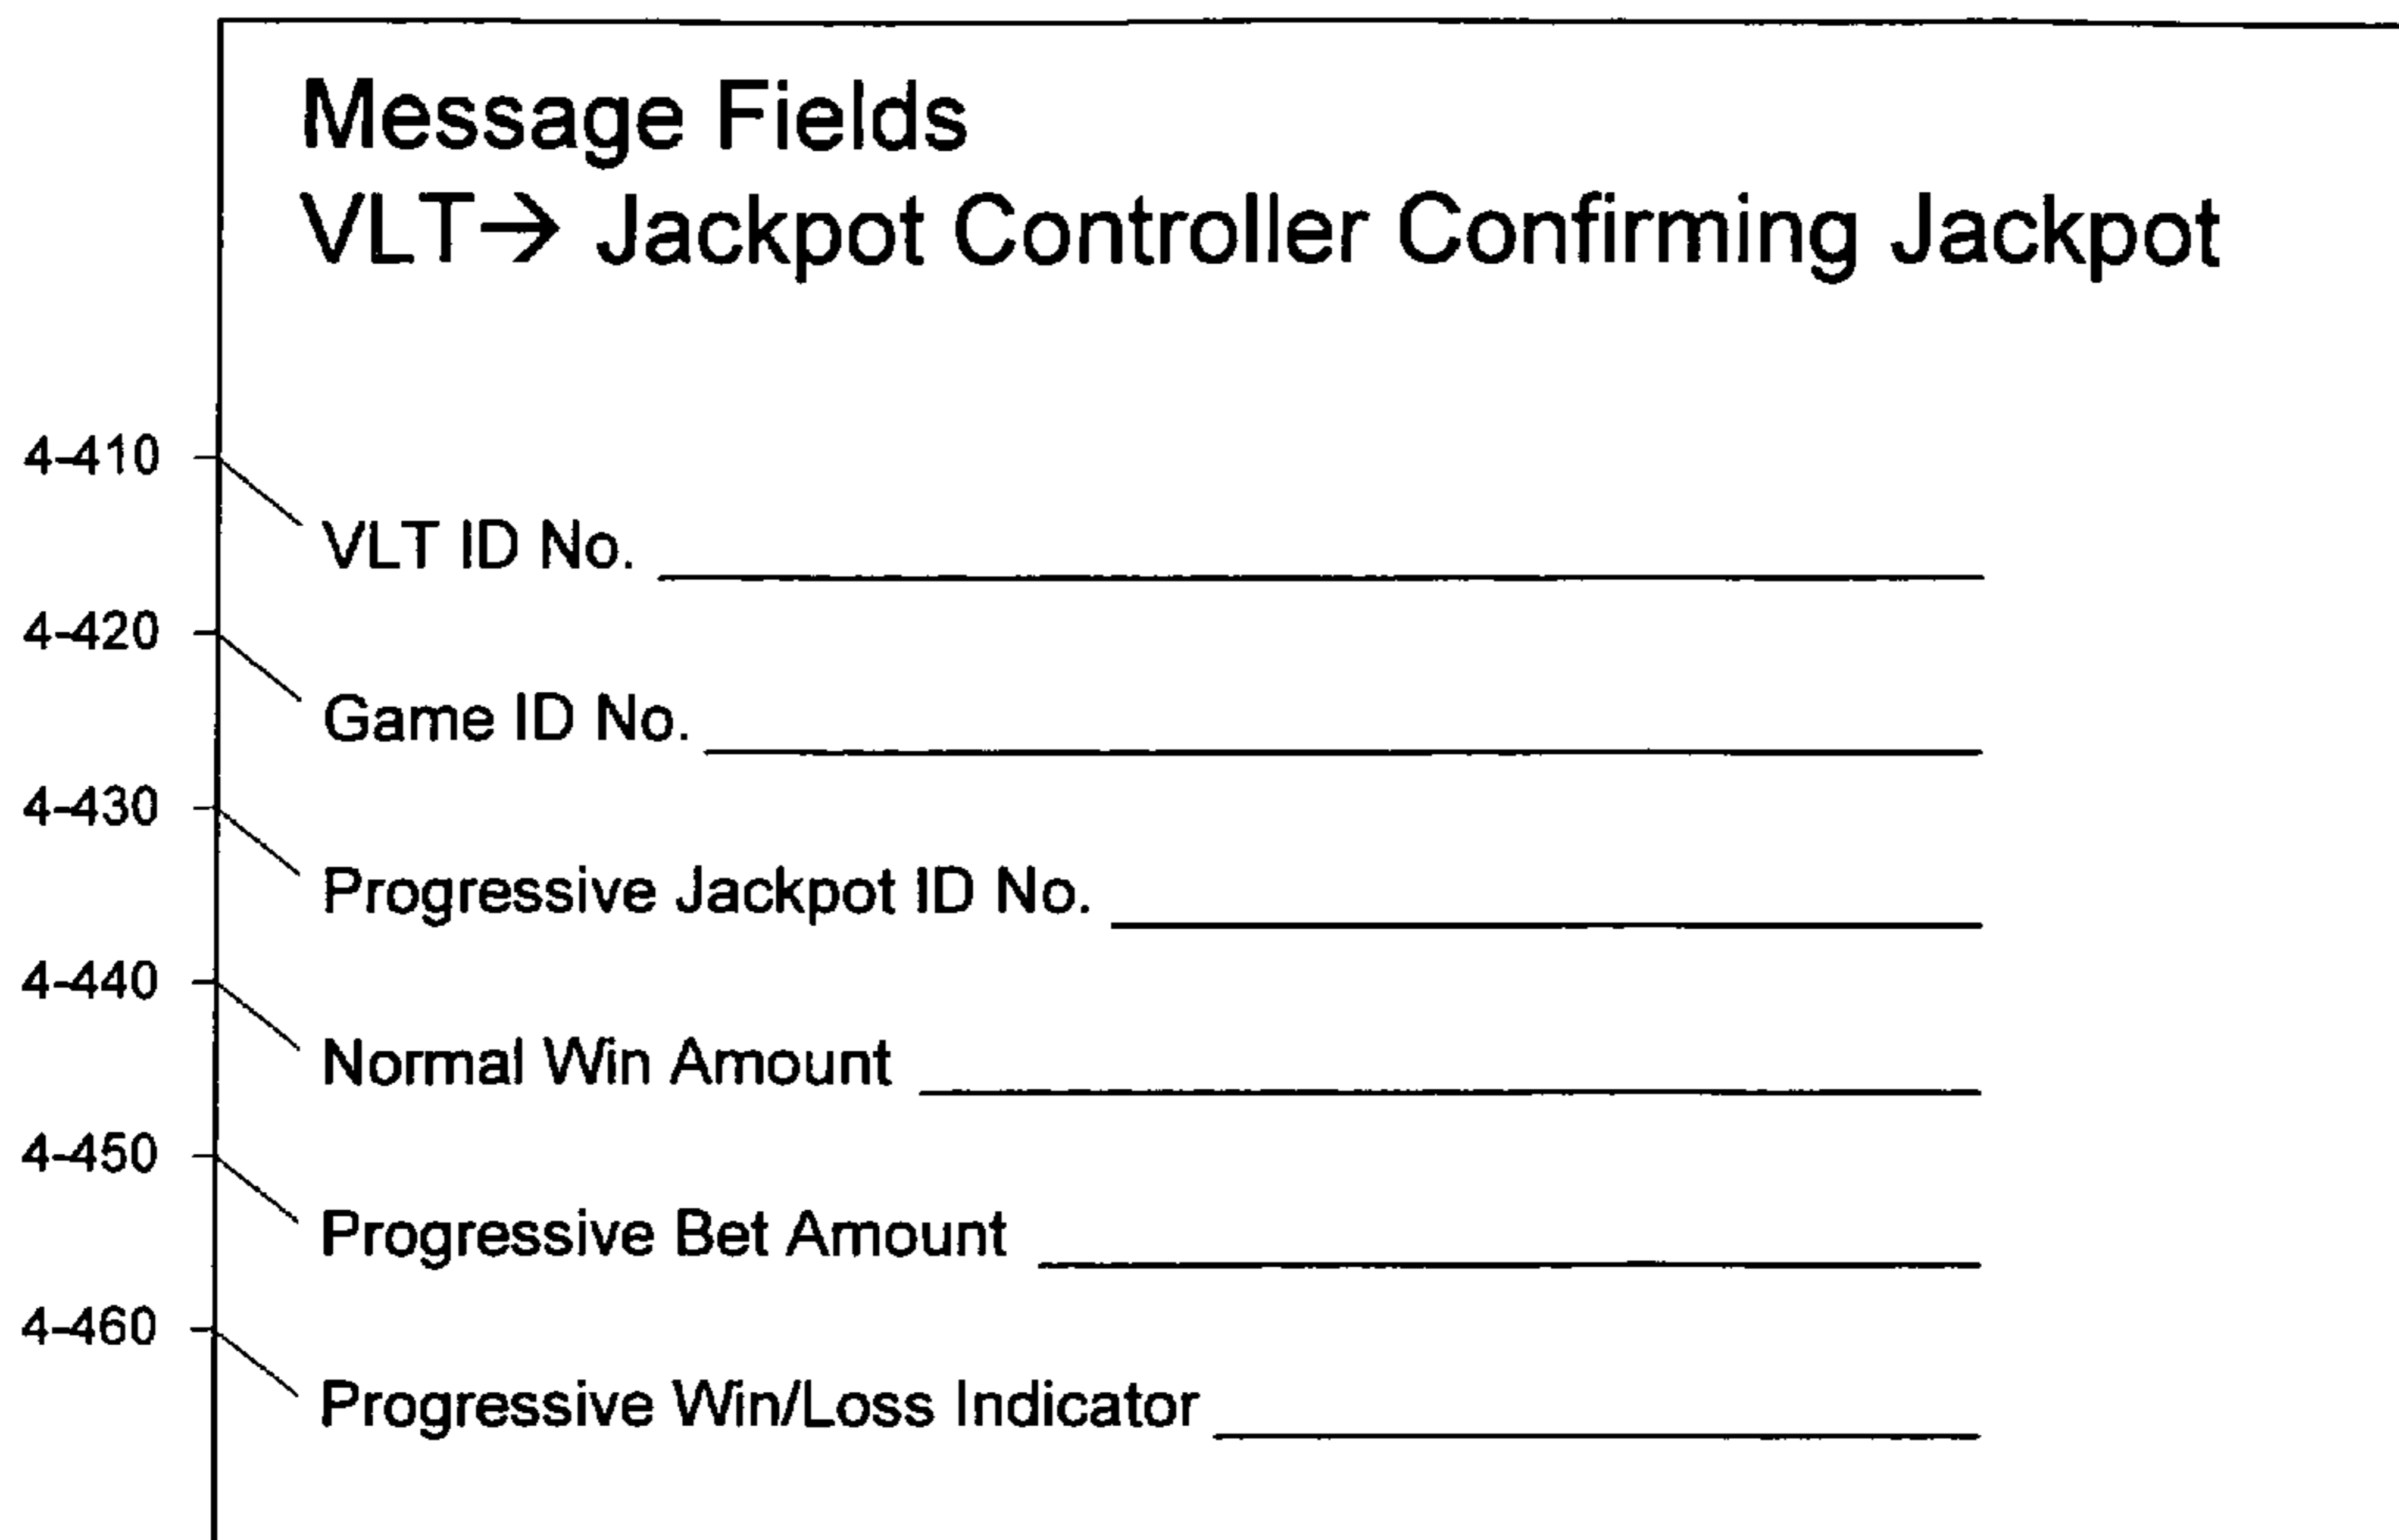 Message Fields
VLT→ Jackpot Controller Confirming Jackpot
4-410
VLT ID No.
4-420
Game ID No.
4-430
Progressive Jackpot ID No.
4-440
Normal Win Amount
4-450
Progressive Bet Amount
4-460
Progressive Win/Loss Indicator